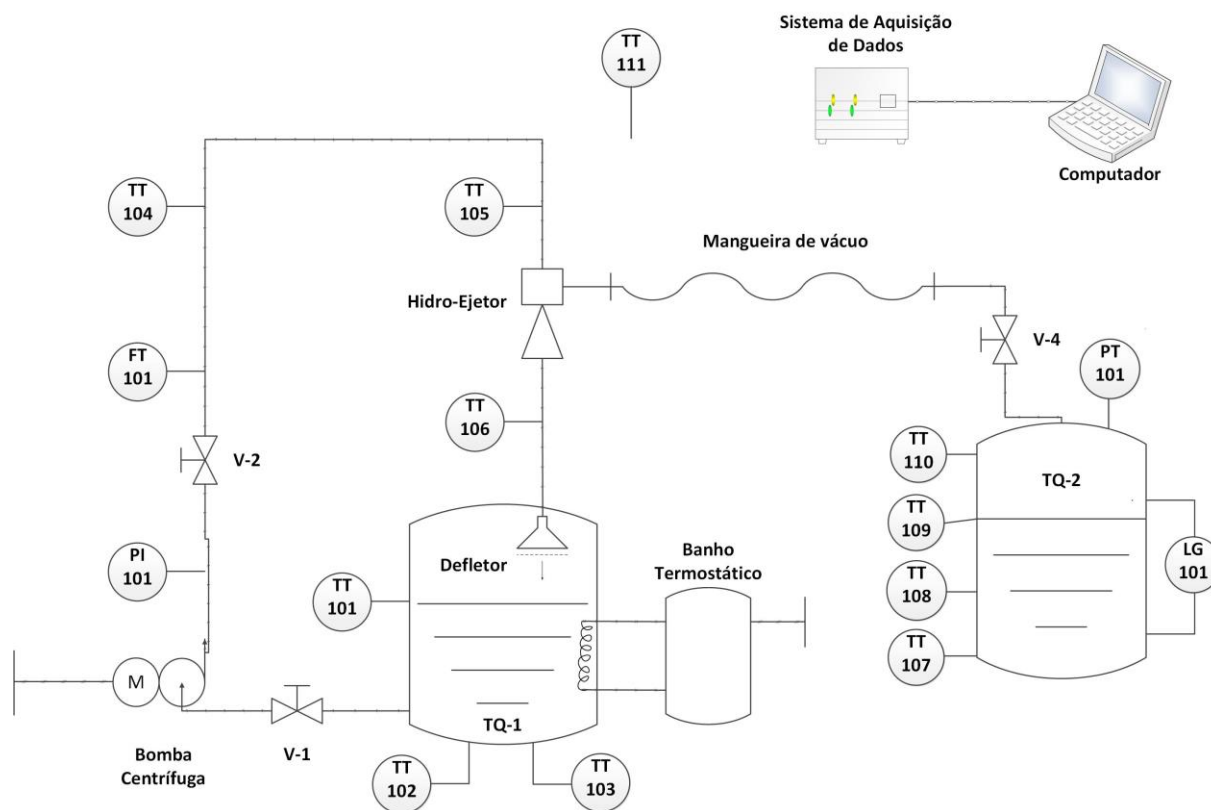 Sistema de Aquisição
de Dados
TT
111
Computador
TT
104
TT
105
Mangueira de vácuo
Hidro-Ejetor
FT
101
V-4
PT
101
TT
106
V-2
TT
110
TQ-2
TT
109
PI
101
Defletor
Banho
Termostático
LG
101
TT
101
TT
108
TT
107
M
TQ-1
V-1
Bomba
Centrífuga
TT
102
TT
103